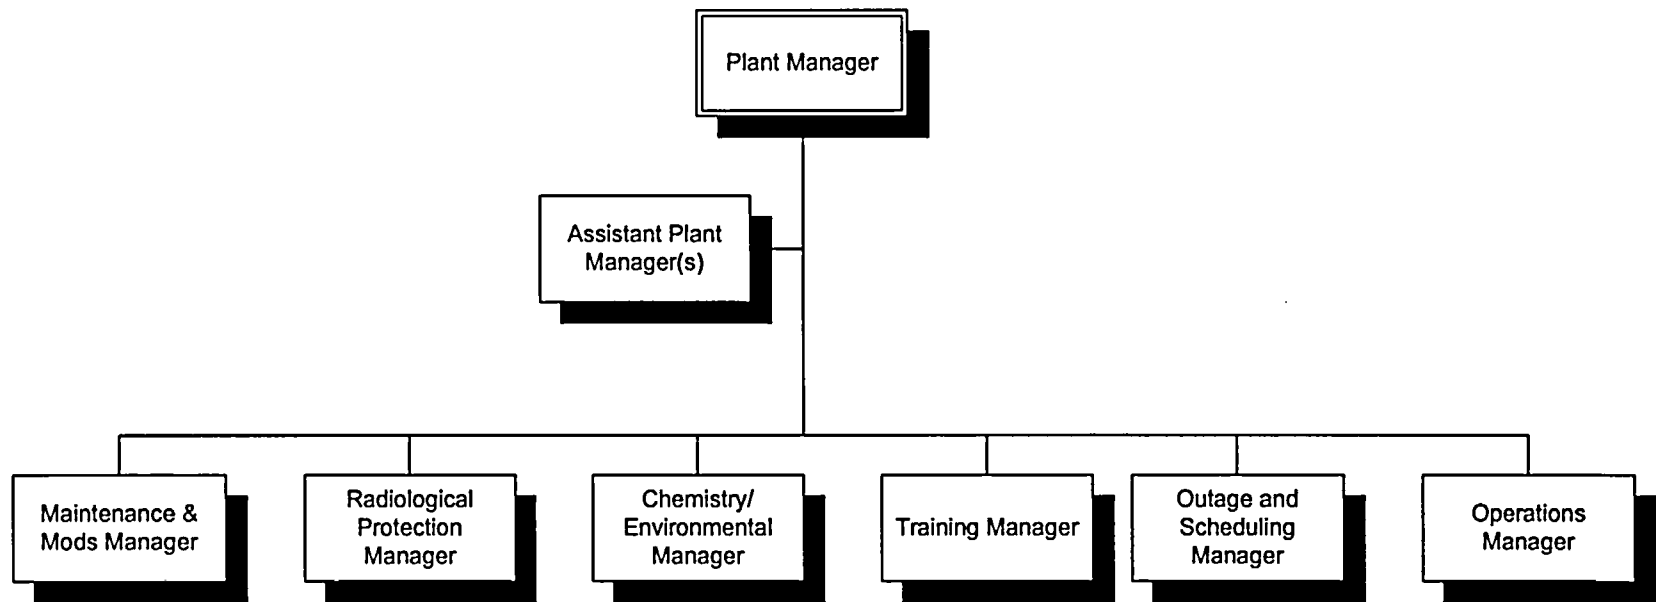 Plant Manager
Assistant Plant
Manager(s)
Maintenance &
Mods Manager
Radiological
Protection
Manager
Chemistry/
Environmental
Manager
Training Manager
Outage and
Scheduling
Manager
Operations
Manager